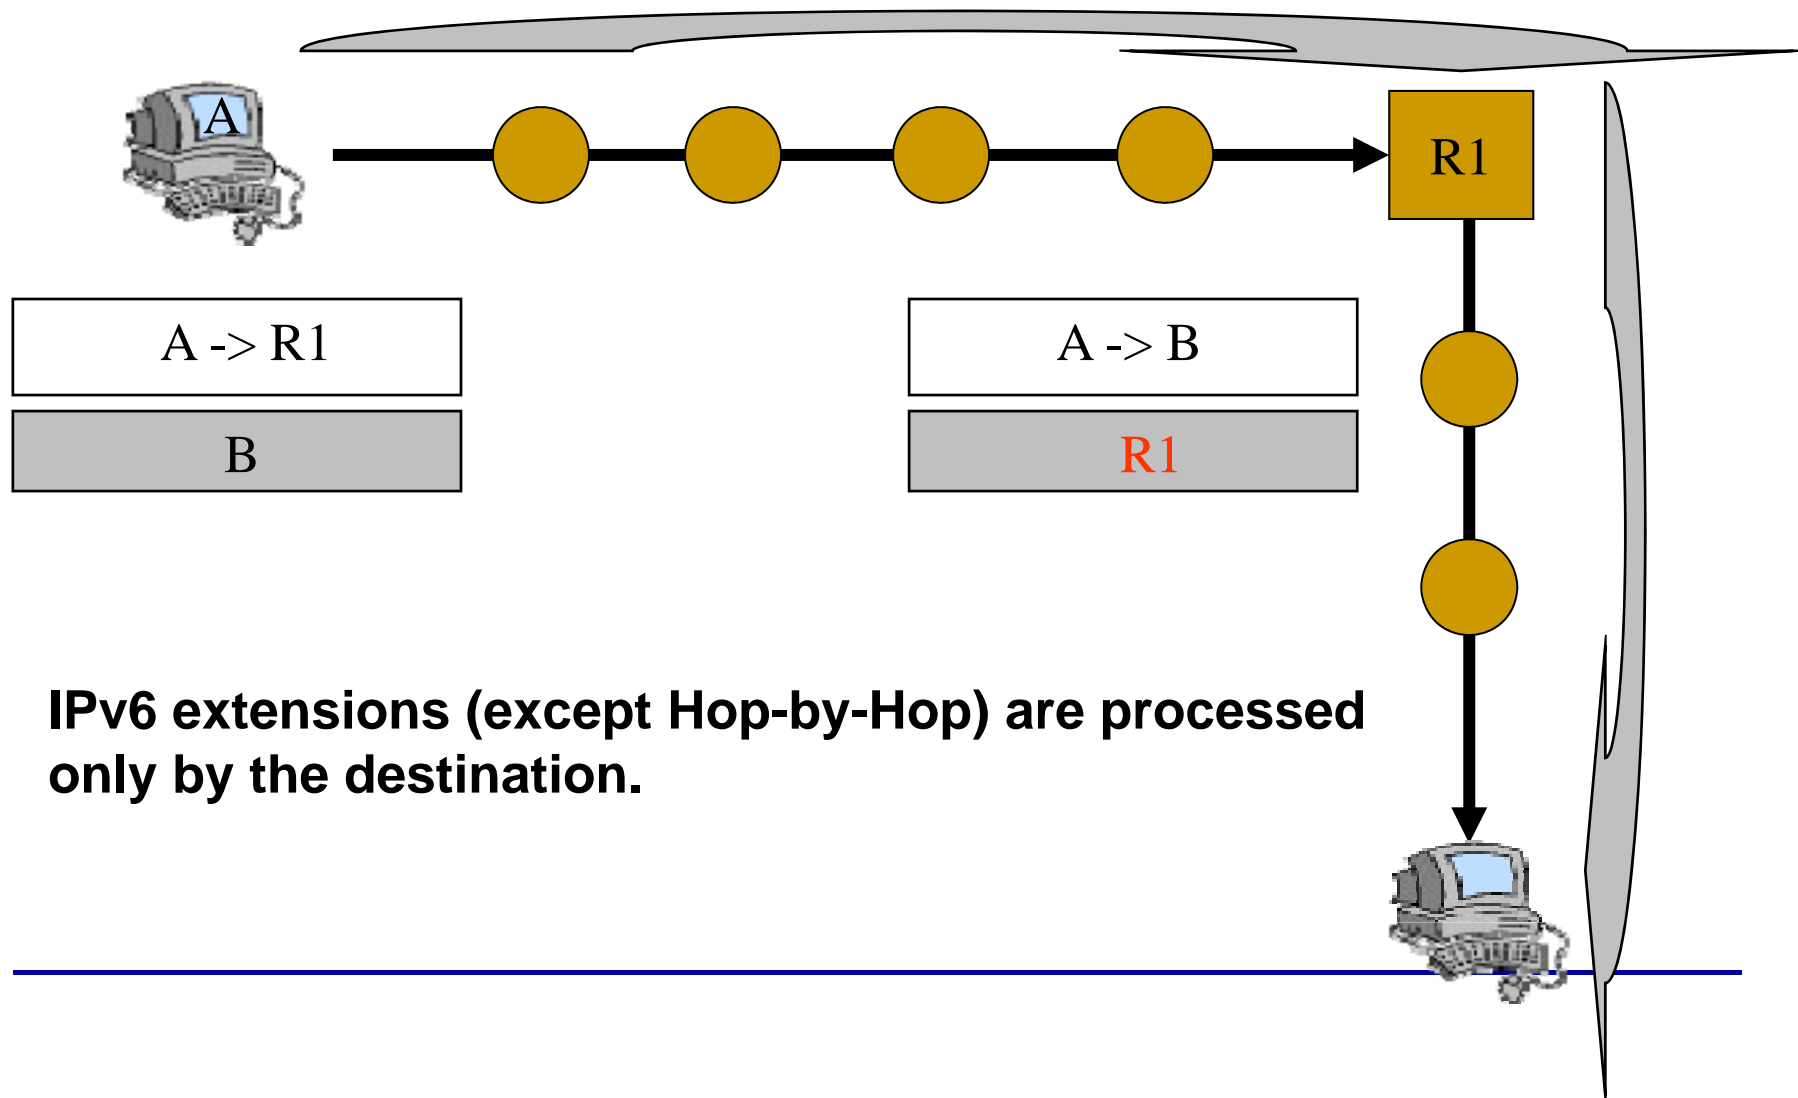 A
R1
A -> R1
A -> B
B
R1
IPv6 extensions (except Hop-by-Hop) are processed
only by the destination.